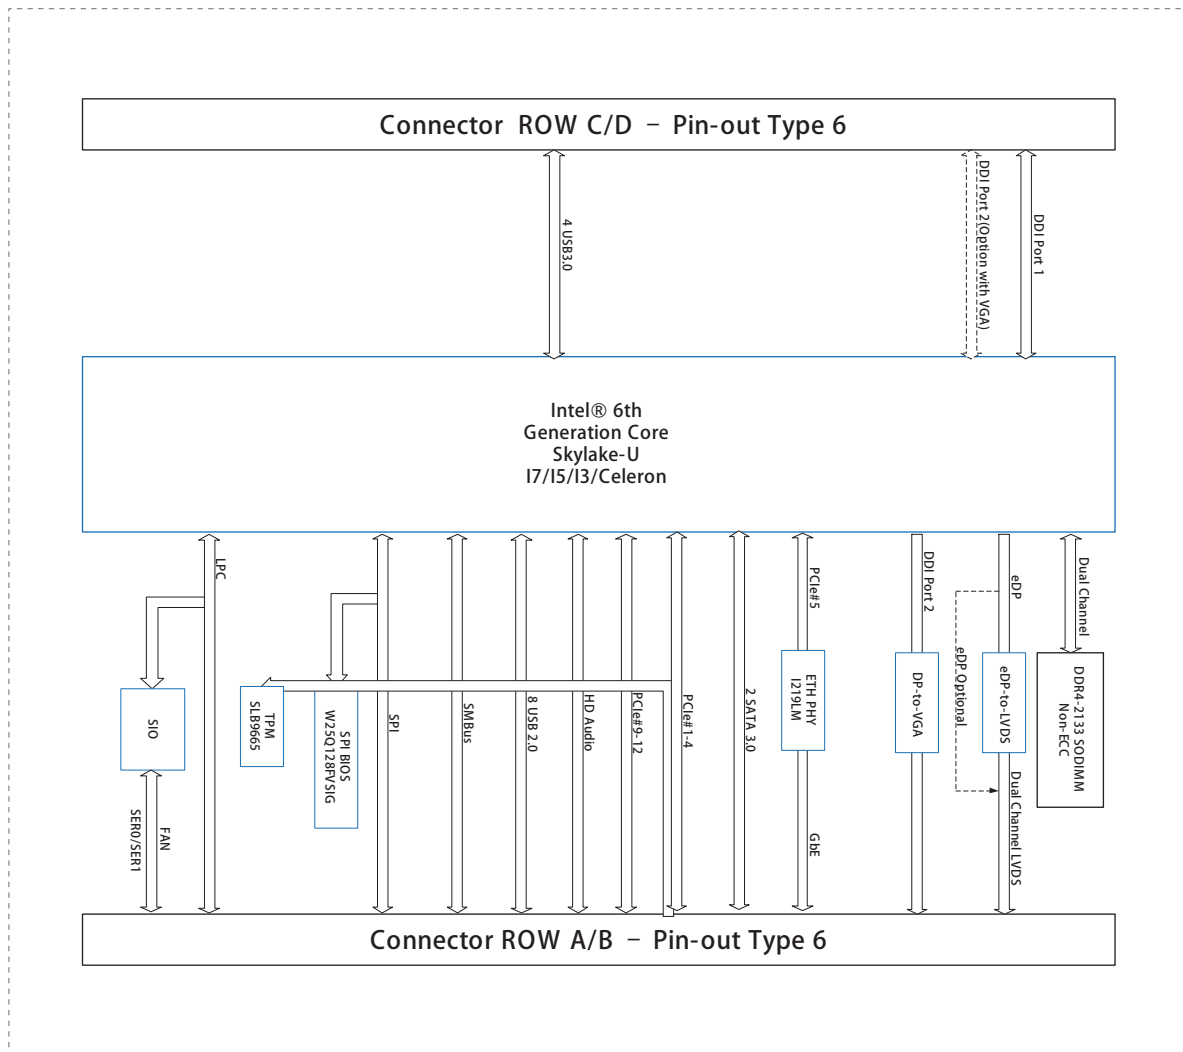 Connector ROW C/D – Pin-out Type 6
4 USB3.0
DDI Port 2(Option with VGA)
DDI Port 1
Intel® 6th
Generation Core
Skylake-U
I7/I5/I3/Celeron
LPC
PCIe#5
DDI Port 2
eDP
Dual Channel
eDP Optional
SIO
TPM
SLB9665
SPI BIOS
W25Q128FVSIG
SPI
SMBus
8 USB 2.0
HD Audio
PCIe#9-12
PCIe#1-4
2 SATA 3.0
ETH PHY
I219LM
DP-to-VGA
eDP-to-LVDS
DDR4-2133 SODIMM
Non-ECC
FAN
SER0/SER1
GbE
Dual Channel LVDS
Connector ROW A/B – Pin-out Type 6